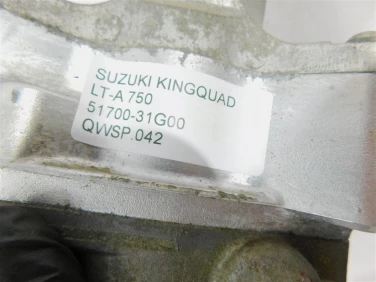 SUZUKI KINGQUAD
LT-A 750
51700-31G00
QWSP.042